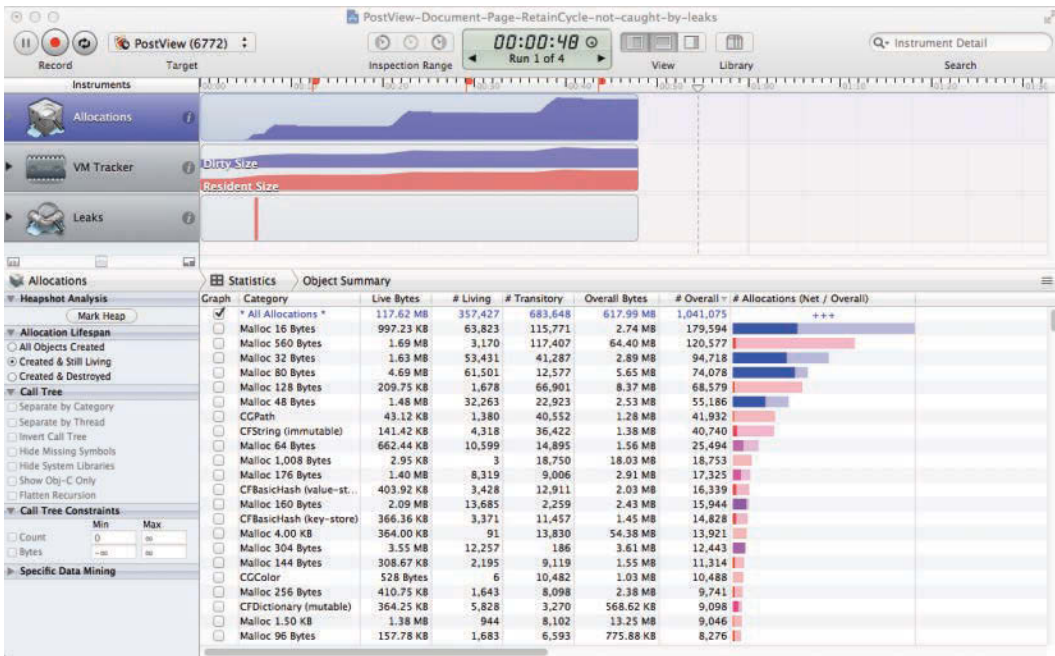 PostView-Document-Page-RetainCycle-not-caught-by-leaks
PostView (6772)
00:00:48
Run 1 of 4
Instrument Detail
Record Target Inspection Range View Library Search
Instruments
00:00 00:20 00:30 00:40 00:50 01:00 01:10 01:20
Allocations
VM Tracker
Dirty Size
Resident Size
Leaks
Allocations
Statistics Object Summary
Heapshot Analysis
Mark Heap
Allocation Lifespan
All Objects Created
Created & Still Living
Created & Destroyed
Call Tree
Separate by Category
Separate by Thread
Invert Call Tree
Hide Missing Symbols
Hide System Libraries
Show Obj-C Only
Flatten Recursion
Call Tree Constraints
Min Max
Count 0 ∞
Bytes -∞ ∞
Specific Data Mining
Graph Category Live Bytes # Living # Transitory Overall Bytes # Overall # Allocations (Net / Overall)
* All Allocations * 117.62 MB 357,427 683,648 617.99 MB 1,041,075 +++
Malloc 16 Bytes 997.23 KB 63,823 115,771 2.74 MB 179,594
Malloc 560 Bytes 1.69 MB 3,170 117,407 64.40 MB 120,577
Malloc 32 Bytes 1.63 MB 53,431 41,287 2.89 MB 94,718
Malloc 80 Bytes 4.69 MB 61,501 12,577 5.65 MB 74,078
Malloc 128 Bytes 209.75 KB 1,678 66,901 8.37 MB 68,579
Malloc 48 Bytes 1.48 MB 32,263 22,923 2.53 MB 55,186
CGPath 43.12 KB 1,380 40,552 1.28 MB 41,932
CFString (immutable) 141.42 KB 4,318 36,422 1.38 MB 40,740
Malloc 64 Bytes 662.44 KB 10,599 14,895 1.56 MB 25,494
Malloc 1,008 Bytes 2.95 KB 3 18,750 18.03 MB 18,753
Malloc 176 Bytes 1.40 MB 8,319 9,006 2.91 MB 17,325
CFBasicHash (value-st... 403.92 KB 3,428 12,911 2.03 MB 16,339
Malloc 160 Bytes 2.09 MB 13,685 2,259 2.43 MB 15,944
CFBasicHash (key-store) 366.36 KB 3,371 11,457 1.45 MB 14,828
Malloc 4.00 KB 364.00 KB 91 13,830 54.38 MB 13,921
Malloc 304 Bytes 3.55 MB 12,257 186 3.61 MB 12,443
Malloc 144 Bytes 308.67 KB 2,195 9,119 1.55 MB 11,314
CGColor 528 Bytes 6 10,482 1.03 MB 10,488
Malloc 256 Bytes 410.75 KB 1,643 8,098 2.38 MB 9,741
CFDictionary (mutable) 364.25 KB 5,828 3,270 568.62 KB 9,098
Malloc 1.50 KB 1.38 MB 944 8,102 13.25 MB 9,046
Malloc 96 Bytes 157.78 KB 1,683 6,593 775.88 KB 8,276